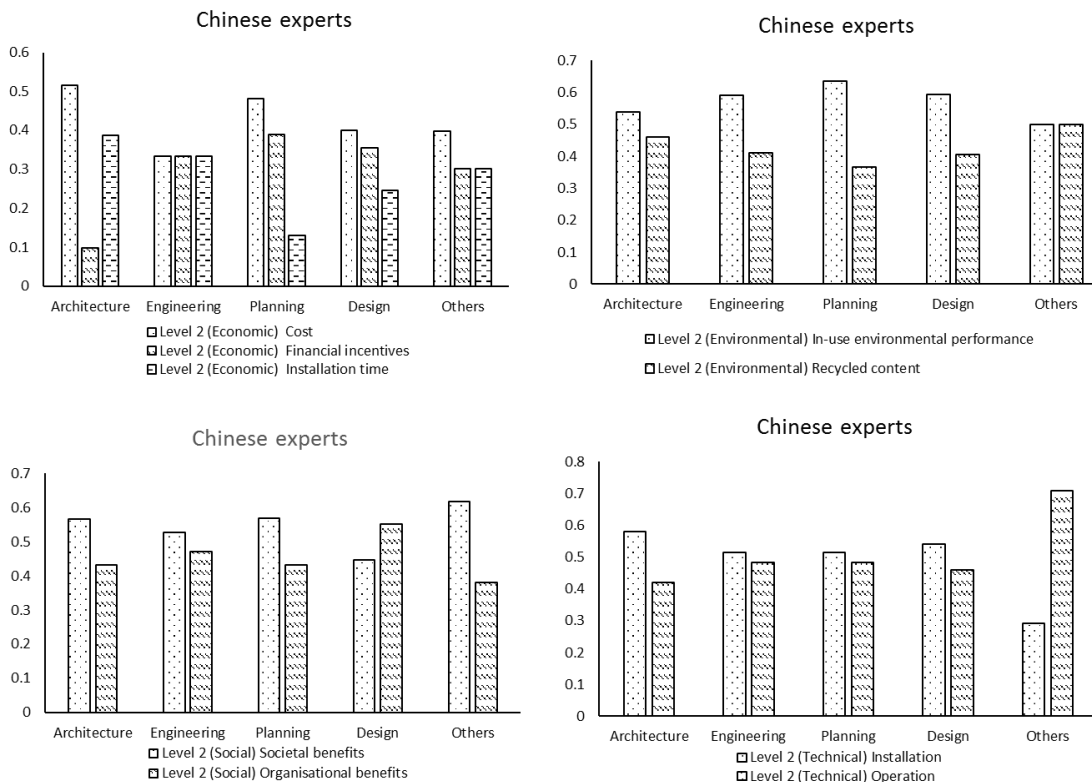 Chinese experts
0.6
0.5
0.4
0.3
0.2
0.1
0
Architecture Engineering Planning Design Others
Level 2 (Economic) Cost
Level 2 (Economic) Financial incentives
Level 2 (Economic) Installation time
Chinese experts
0.7
0.6
0.5
0.4
0.3
0.2
0.1
0
Architecture Engineering Planning Design Others
Level 2 (Environmental) In-use environmental performance
Level 2 (Environmental) Recycled content
Chinese experts
0.7
0.6
0.5
0.4
0.3
0.2
0.1
0
Architecture Engineering Planning Design Others
Level 2 (Social) Societal benefits
Level 2 (Social) Organisational benefits
Chinese experts
0.8
0.7
0.6
0.5
0.4
0.3
0.2
0.1
0
Architecture Engineering Planning Design Others
Level 2 (Technical) Installation
Level 2 (Technical) Operation